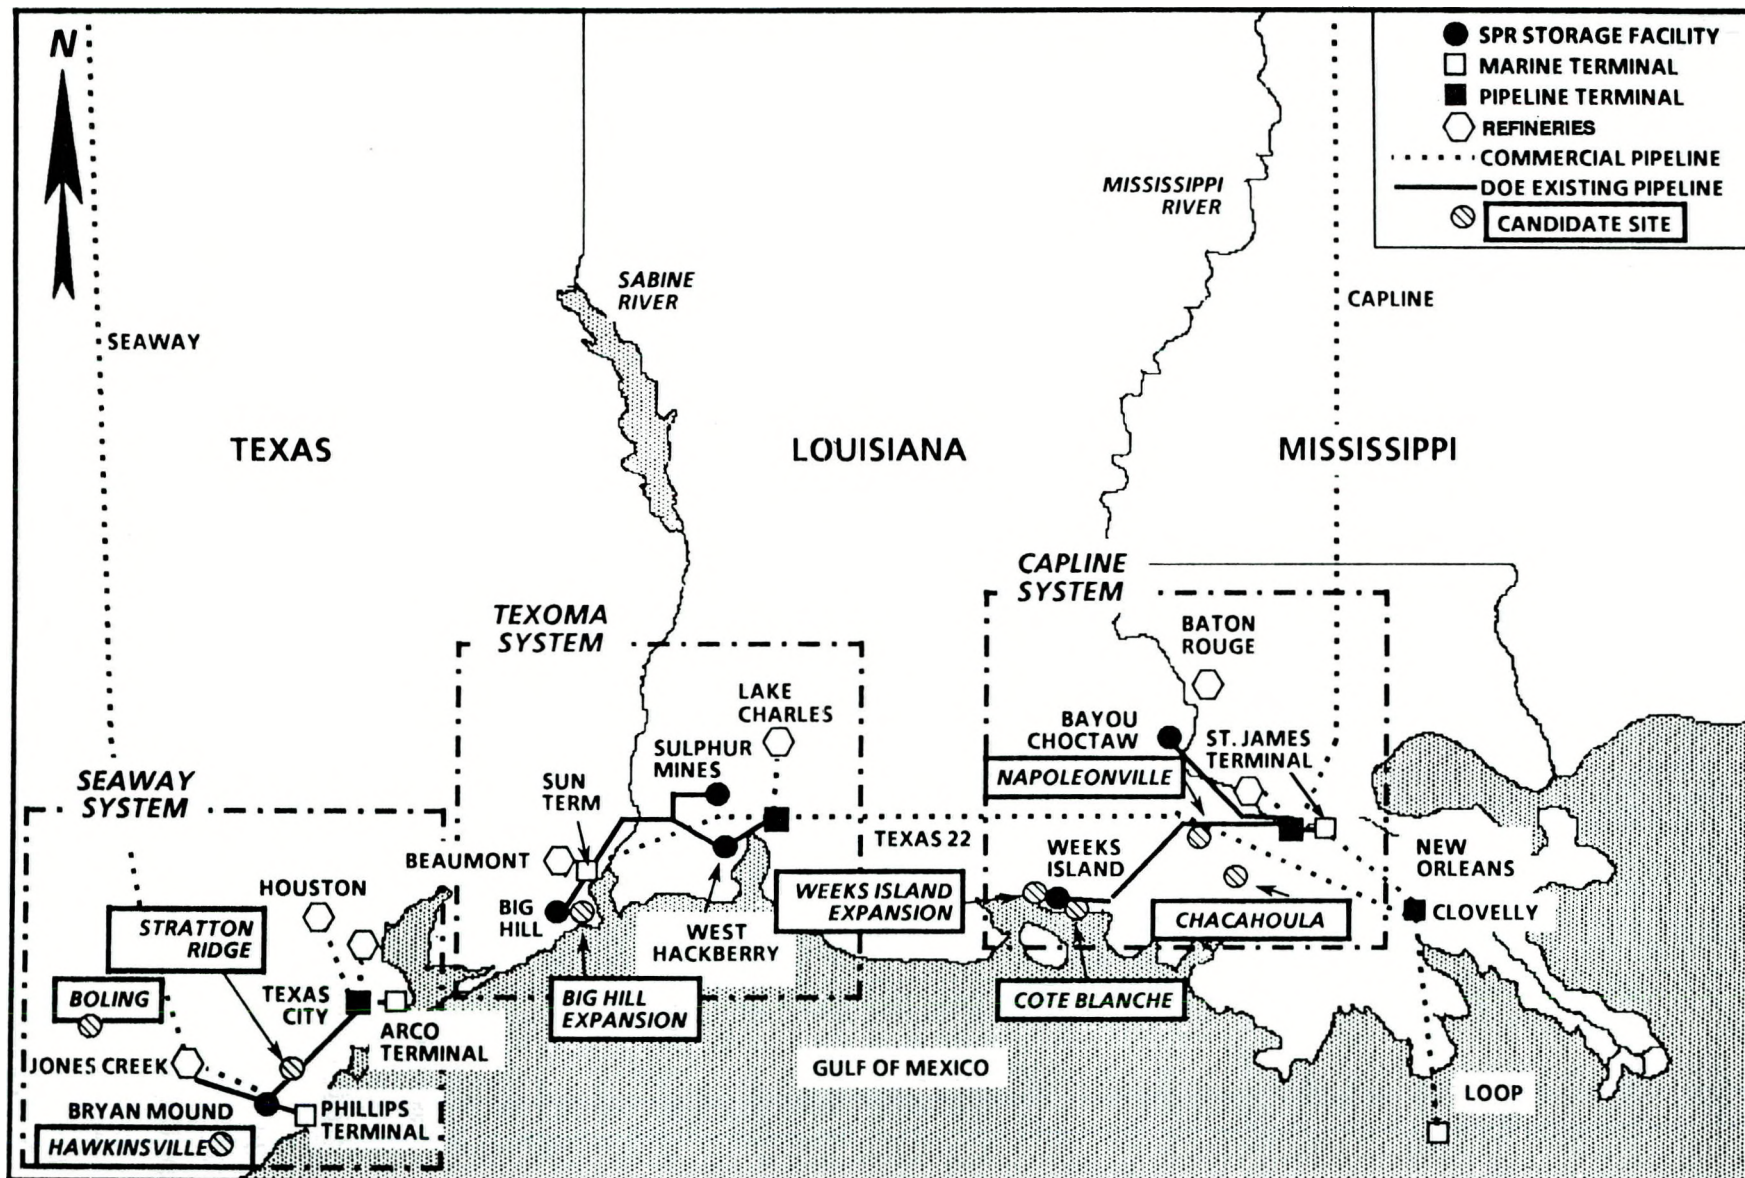 N
SPR STORAGE FACILITY
MARINE TERMINAL
PIPELINE TERMINAL
REFINERIES
COMMERCIAL PIPELINE
DOE EXISTING PIPELINE
CANDIDATE SITE
MISSISSIPPI
RIVER
SABINE
RIVER
CAPLINE
SEAWAY
TEXAS
LOUISIANA
MISSISSIPPI
CAPLINE
SYSTEM
TEXOMA
SYSTEM
BATON
ROUGE
LAKE
CHARLES
BAYOU
CHOCTAW
ST. JAMES
TERMINAL
SULPHUR
MINES
NAPOLEONVILLE
SEAWAY
SYSTEM
SUN
TERM
TEXAS 22
WEEKS
ISLAND
NEW
ORLEANS
BEAUMONT
HOUSTON
WEEKS ISLAND
EXPANSION
BIG
HILL
CLOVELLY
CHACAHOULA
STRATTON
RIDGE
WEST
HACKBERRY
BOLING
TEXAS
CITY
BIG HILL
EXPANSION
COTE BLANCHE
ARCO
TERMINAL
JONES CREEK
GULF OF MEXICO
LOOP
BRYAN MOUND
PHILLIPS
TERMINAL
HAWKINSVILLE